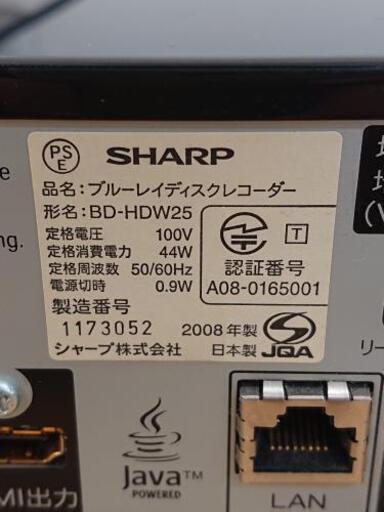 PS
E
SHARP
品名:ブルーレイディスクレコーダー
形名:BD-HDW25
定格電圧 100V
定格消費電力 44W
定格周波数 50/60Hz
電源切時 0.9W
T
認証番号
A08-0165001
製造番号
1173052
2008年製
シャープ株式会社
日本製
JQA
ng.
MI出力
Java™
POWERED
LAN